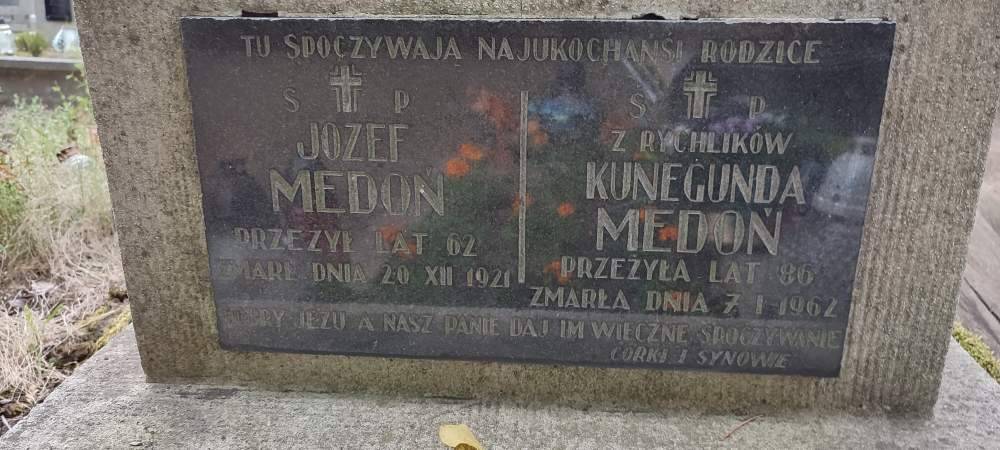 TU SPOCZYWAJĄ NAJUKOCHAŃSI RODZICE
Ś P
JÓZEF
MEDOŃ
PRZEŻYŁ LAT 62
ZMARŁ DNIA 20 XII 1921
Ś P
Z RYCHLIKÓW
KUNEGUNDA
MEDOŃ
PRZEŻYŁA LAT 86
ZMARŁA DNIA 7 I 1962
DOBRY JEZU A NASZ PANIE DAJ IM WIECZNE SPOCZYWANIE
CÓRKI I SYNOWIE